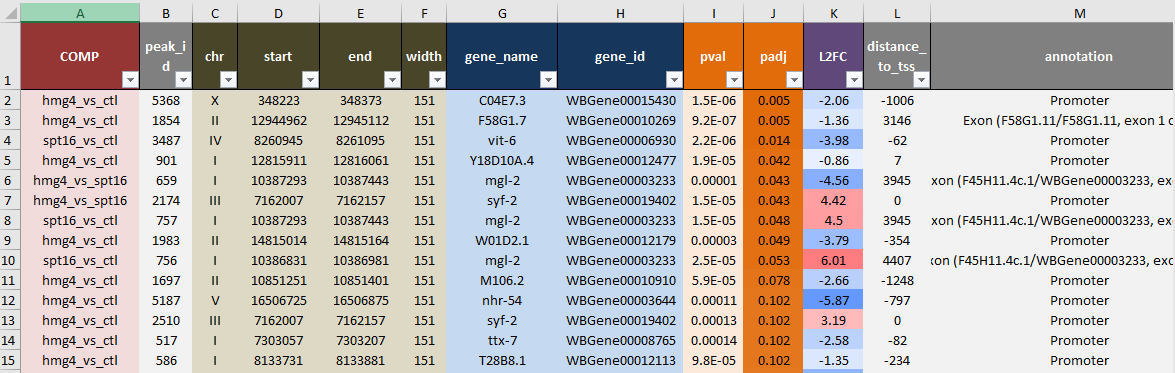 A B C D E F G H I J K L M
1 COMP peak_id chr start end width gene_name gene_id pval padj L2FC distance_to_tss annotation
2 hmg4_vs_ctl 5368 X 348223 348373 151 C04E7.3 WBGene00015430 1.5E-06 0.005 -2.06 -1006 Promoter
3 hmg4_vs_ctl 1854 II 12944962 12945112 151 F58G1.7 WBGene00010269 9.2E-07 0.005 -1.36 3146 Exon (F58G1.11/F58G1.11, exon 1 c
4 spt16_vs_ctl 3487 IV 8260945 8261095 151 vit-6 WBGene00006930 2.2E-06 0.014 -3.98 -62 Promoter
5 hmg4_vs_ctl 901 I 12815911 12816061 151 Y18D10A.4 WBGene00012477 1.9E-05 0.042 -0.86 7 Promoter
6 hmg4_vs_spt16 659 I 10387293 10387443 151 mgl-2 WBGene00003233 0.00001 0.043 -4.56 3945 xon (F45H11.4c.1/WBGene00003233, ex
7 hmg4_vs_spt16 2174 III 7162007 7162157 151 syf-2 WBGene00019402 1.5E-05 0.043 4.42 0 Promoter
8 spt16_vs_ctl 757 I 10387293 10387443 151 mgl-2 WBGene00003233 1.5E-05 0.048 4.5 3945 xon (F45H11.4c.1/WBGene00003233, ex
9 hmg4_vs_ctl 1983 II 14815014 14815164 151 W01D2.1 WBGene00012179 0.00003 0.049 -3.79 -354 Promoter
10 spt16_vs_ctl 756 I 10386831 10386981 151 mgl-2 WBGene00003233 2.5E-05 0.053 6.01 4407 xon (F45H11.4c.1/WBGene00003233, exc
11 hmg4_vs_ctl 1697 II 10851251 10851401 151 M106.2 WBGene00010910 5.9E-05 0.078 -2.66 -1248 Promoter
12 hmg4_vs_ctl 5187 V 16506725 16506875 151 nhr-54 WBGene00003644 0.00011 0.102 -5.87 -797 Promoter
13 hmg4_vs_ctl 2510 III 7162007 7162157 151 syf-2 WBGene00019402 0.00013 0.102 3.19 0 Promoter
14 hmg4_vs_ctl 517 I 7303057 7303207 151 ttx-7 WBGene00008765 0.00014 0.102 -2.58 -82 Promoter
15 hmg4_vs_ctl 586 I 8133731 8133881 151 T28B8.1 WBGene00012113 9.8E-05 0.102 -1.35 -234 Promoter